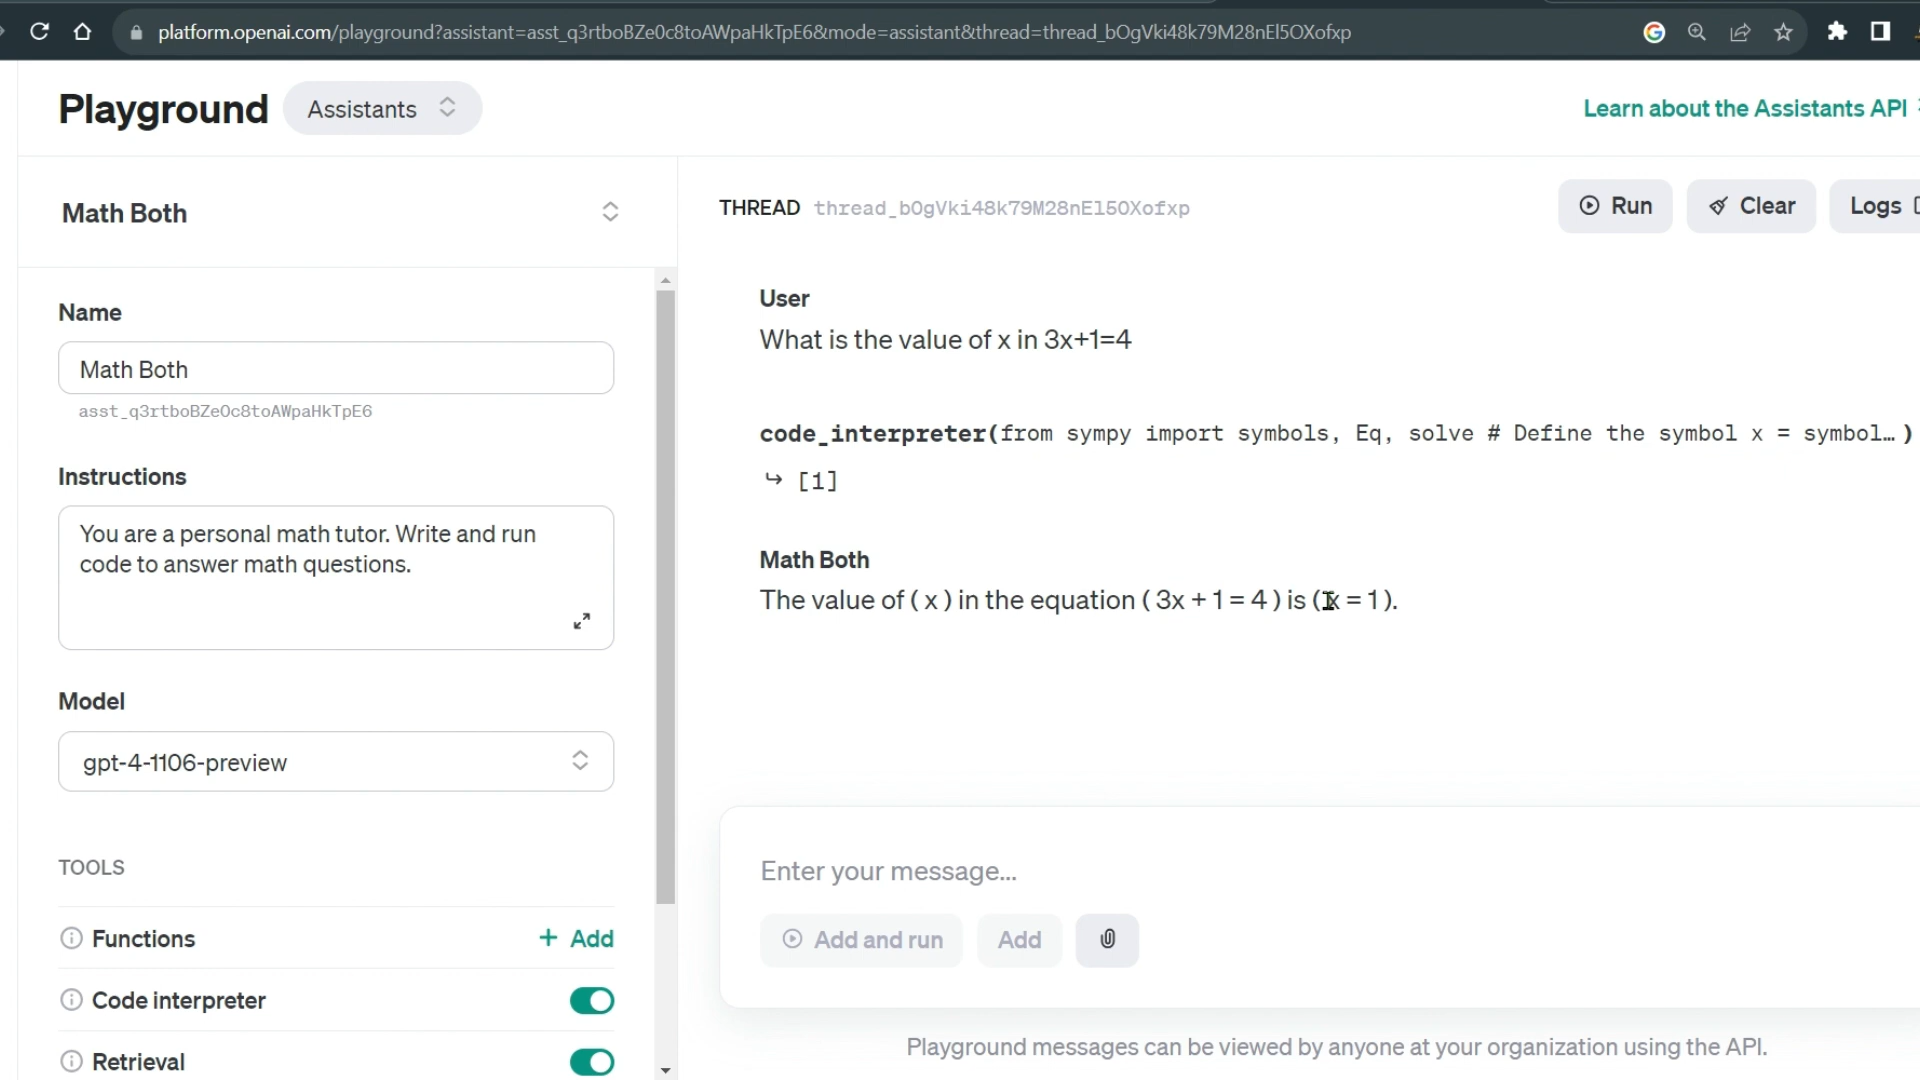 platform.openai.com/playground?assistant=asst_q3rtboBZe0c8toAWpaHkTpE6&mode=assistant&thread=thread_bOgVki48k79M28nEl5OXofxp
Playground
Assistants
Learn about the Assistants API
Math Both
Name
Math Both
asst_q3rtboBZe0c8toAWpaHkTpE6
Instructions
You are a personal math tutor. Write and run
code to answer math questions.
Model
gpt-4-1106-preview
TOOLS
Functions
+ Add
Code interpreter
Retrieval
THREAD thread_bOgVki48k79M28nEl5OXofxp
Run
Clear
Logs
User
What is the value of x in 3x+1=4
code_interpreter(from sympy import symbols, Eq, solve # Define the symbol x = symbol… )
↪ [1]
Math Both
The value of ( x ) in the equation ( 3x + 1 = 4 ) is ( x = 1 ).
Enter your message...
Add and run
Add
Playground messages can be viewed by anyone at your organization using the API.